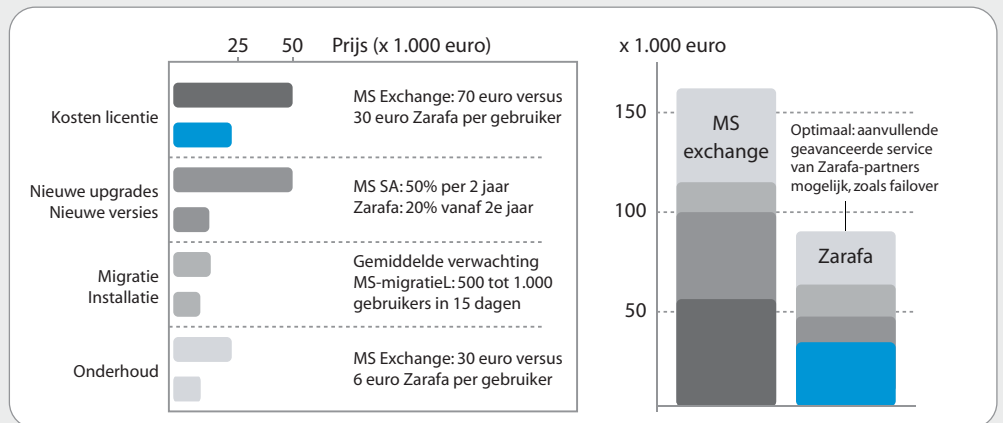 25 50 Prijs (x 1.000 euro)
Kosten licentie
MS Exchange: 70 euro versus
30 euro Zarafa per gebruiker
Nieuwe upgrades
Nieuwe versies
MS SA: 50% per 2 jaar
Zarafa: 20% vanaf 2e jaar
Migratie
Installatie
Gemiddelde verwachting
MS-migratieL: 500 tot 1.000
gebruikers in 15 dagen
Onderhoud
MS Exchange: 30 euro versus
6 euro Zarafa per gebruiker
x 1.000 euro
150
100
50
MS
exchange
Optimaal: aanvullende
geavanceerde service
van Zarafa-partners
mogelijk, zoals failover
Zarafa